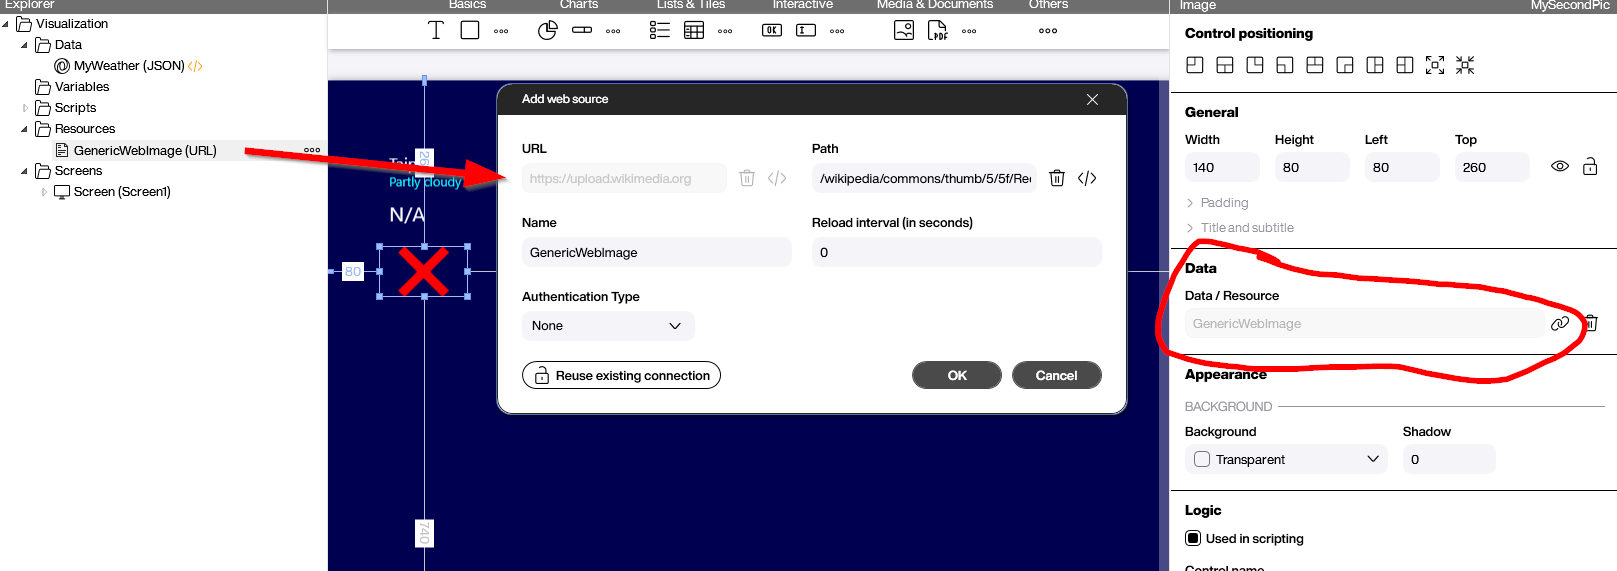 Explorer
Visualization
Data
MyWeather (JSON) </>
Variables
Scripts
Resources
GenericWebImage (URL)
Screens
Screen (Screen1)
Basics
Charts
Lists & Tiles
Interactive
Media & Documents
Others
OK
PDF
Partly cloudy
N/A
80
740
Add web source
URL
Path
https://upload.wikimedia.org
/wikipedia/commons/thumb/5/5f/Re
Name
Reload interval (in seconds)
GenericWebImage
0
Authentication Type
None
Reuse existing connection
OK
Cancel
Image
MySecondPic
Control positioning
General
Width
Height
Left
Top
140
80
80
260
Padding
Title and subtitle
Data
Data / Resource
GenericWebImage
Appearance
BACKGROUND
Background
Shadow
Transparent
0
Logic
Used in scripting
Control name